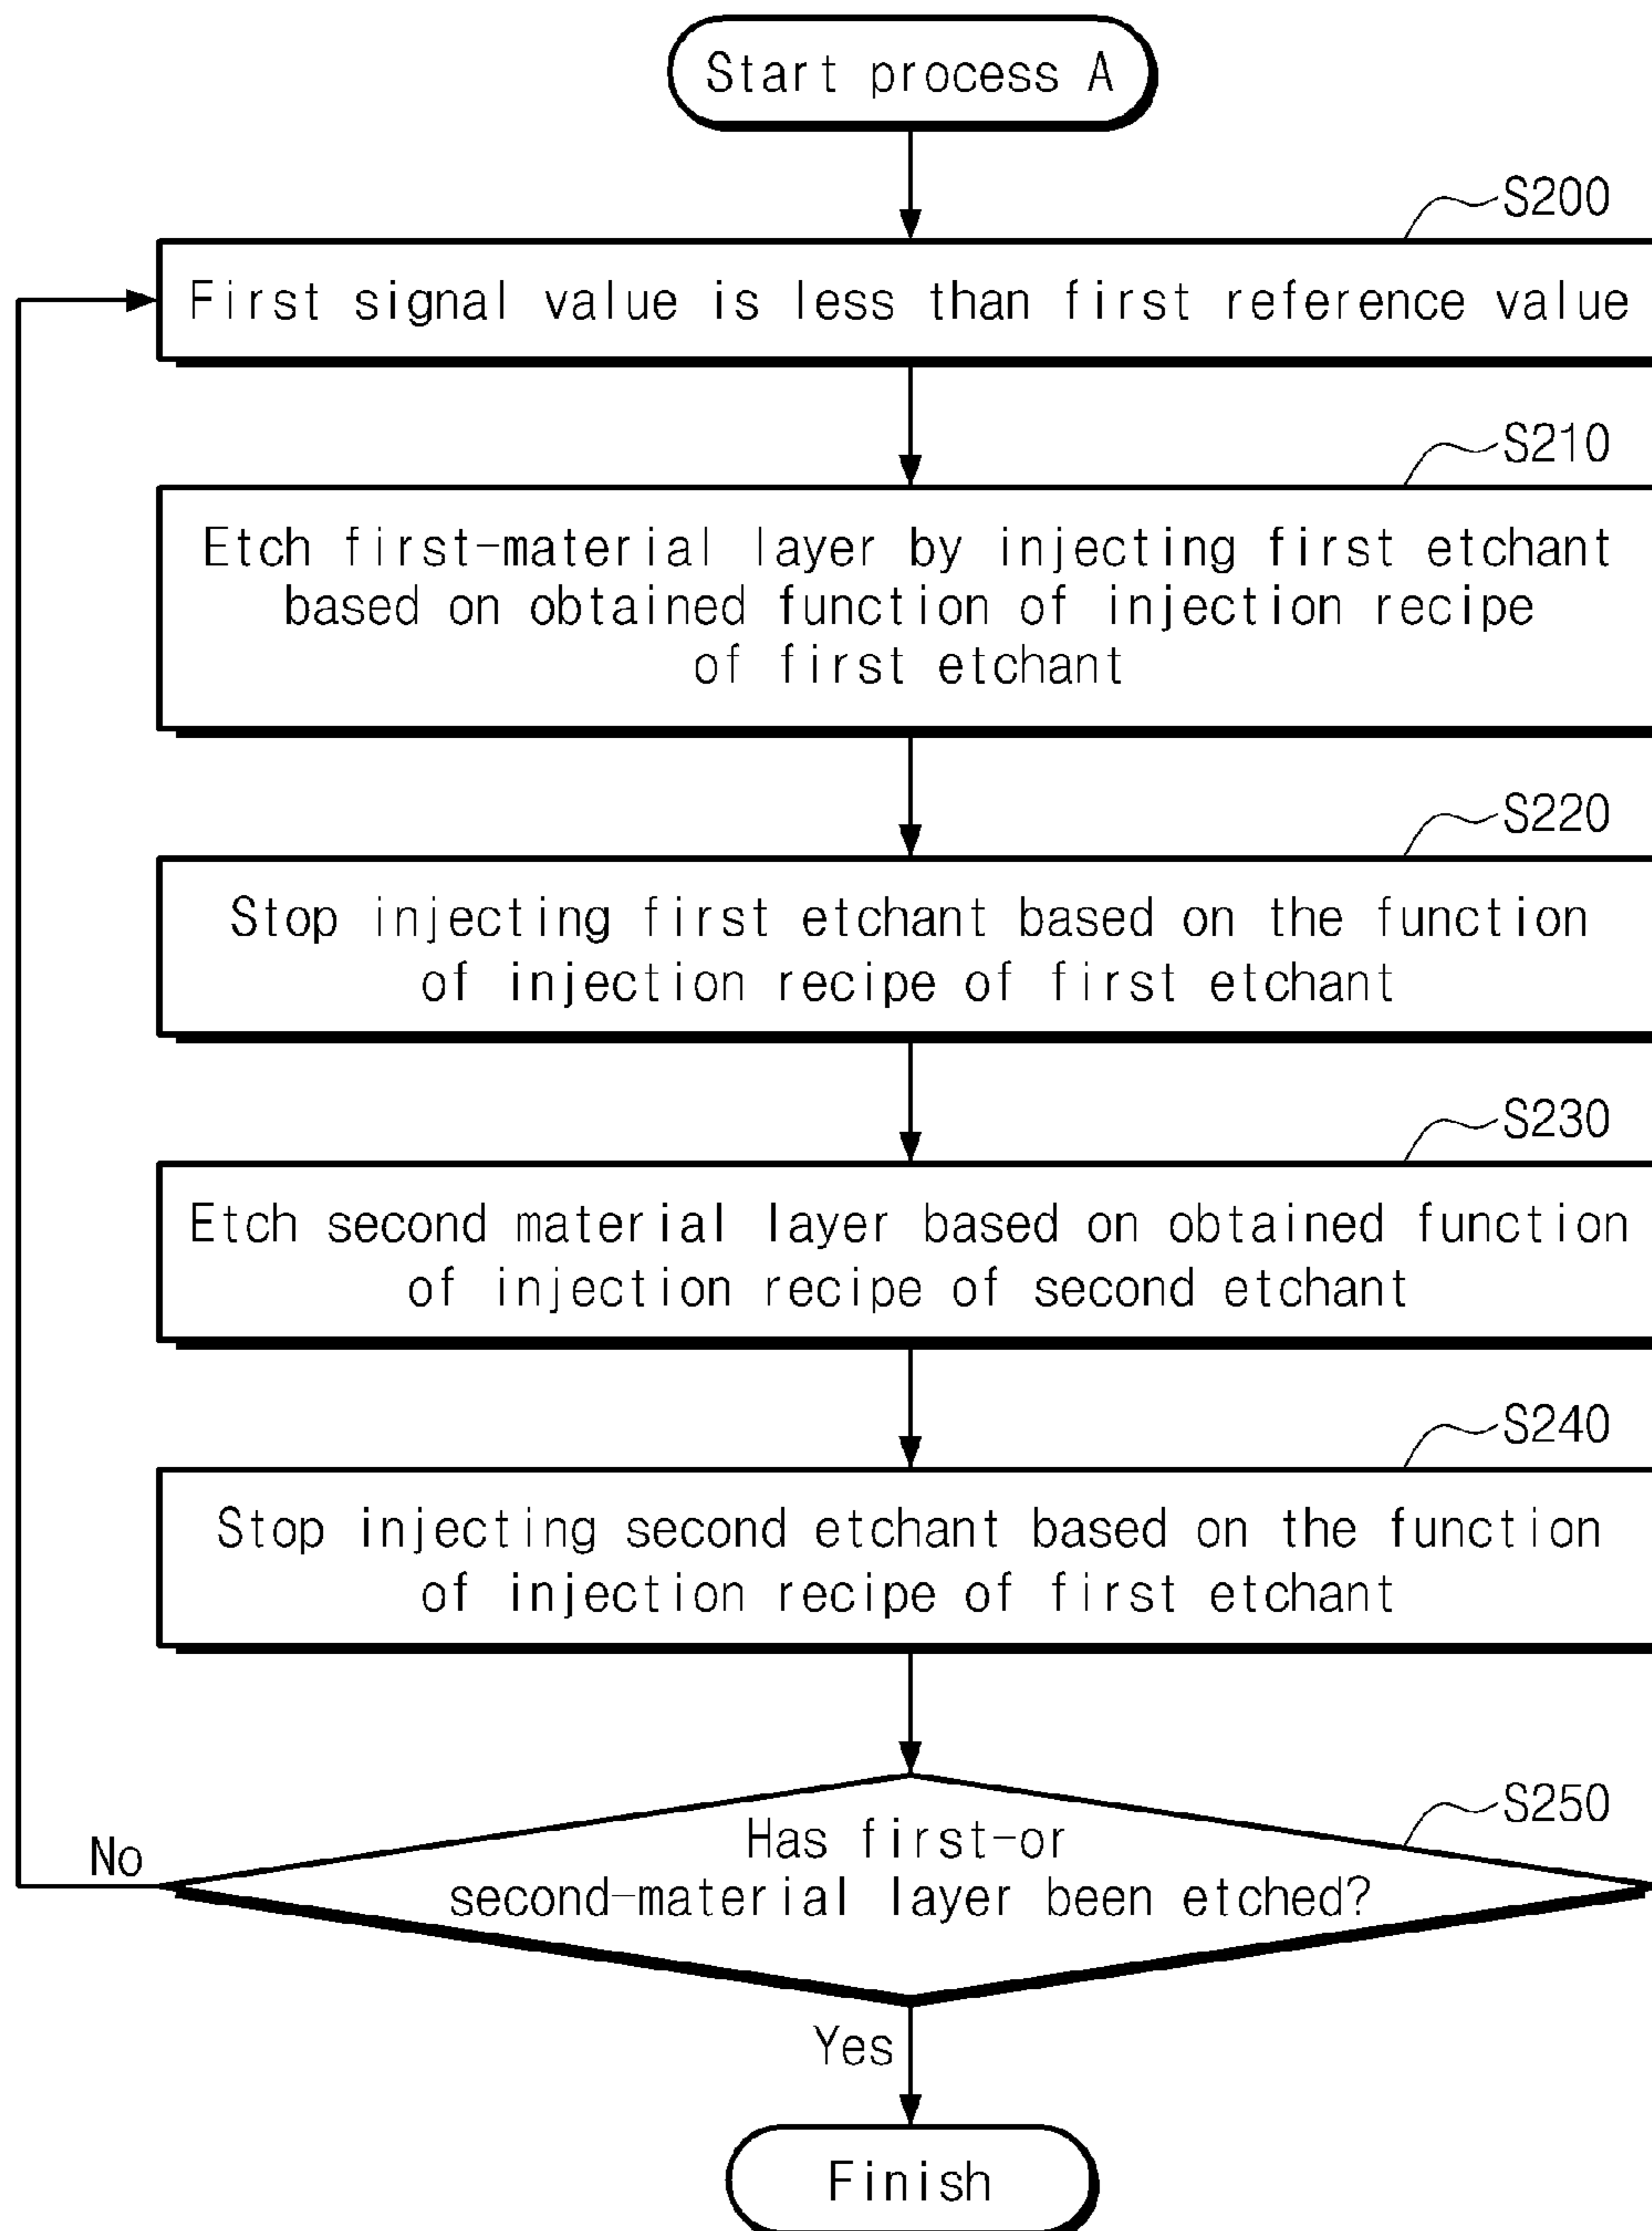 Start process A
S200
First signal value is less than first reference value
S210
Etch first-material layer by injecting first etchant
based on obtained function of injection recipe
of first etchant
S220
Stop injecting first etchant based on the function
of injection recipe of first etchant
S230
Etch second material layer based on obtained function
of injection recipe of second etchant
S240
Stop injecting second etchant based on the function
of injection recipe of first etchant
S250
Has first-or
second-material layer been etched?
No
Yes
Finish